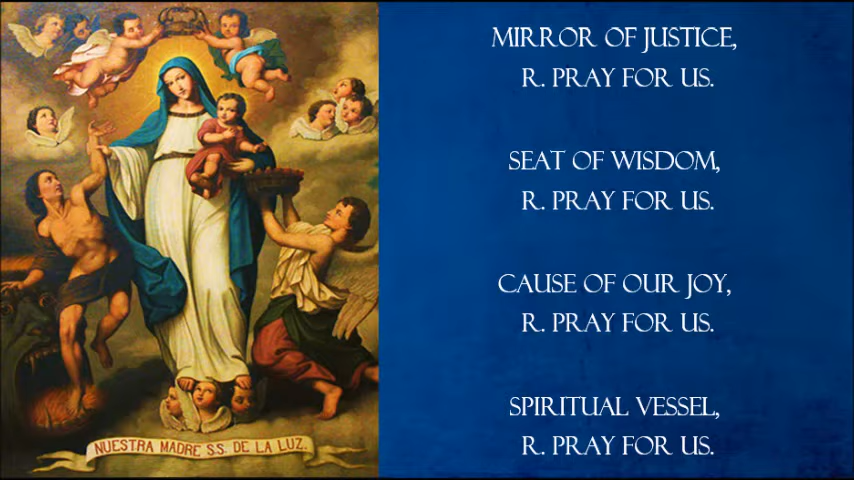 NUESTRA MADRE S.S. DE LA LUZ.
MIRROR OF JUSTICE,
R. PRAY FOR US.
SEAT OF WISDOM,
R. PRAY FOR US.
CAUSE OF OUR JOY,
R. PRAY FOR US.
SPIRITUAL VESSEL,
R. PRAY FOR US.